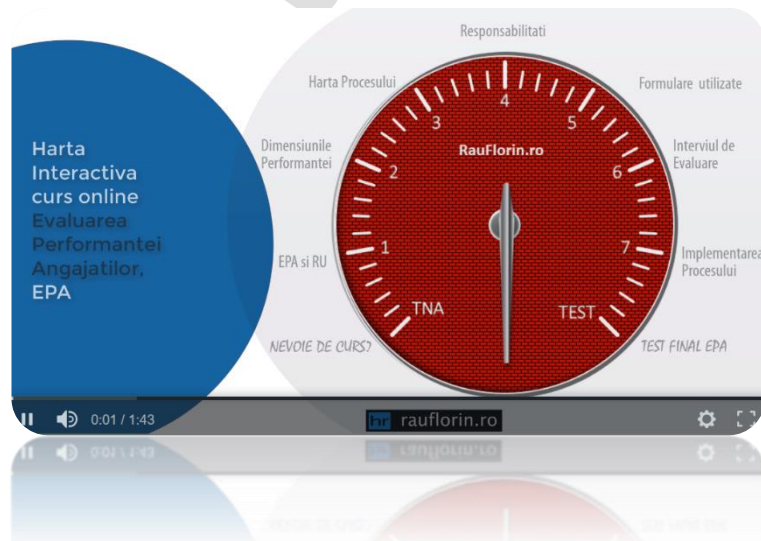 Harta
Interactiva
curs online
Evaluarea
Performantei
Angajatilor,
EPA
Responsabilitati
Harta Procesului
Formulare utilizate
Dimensiunile
Performantei
Interviul de
Evaluare
EPA si RU
Implementarea
Procesului
NEVOIE DE CURS?
TEST FINAL EPA
RauFlorin.ro
TNA
1
2
3
4
5
6
7
TEST
0:01 / 1:43
hr rauflorin.ro